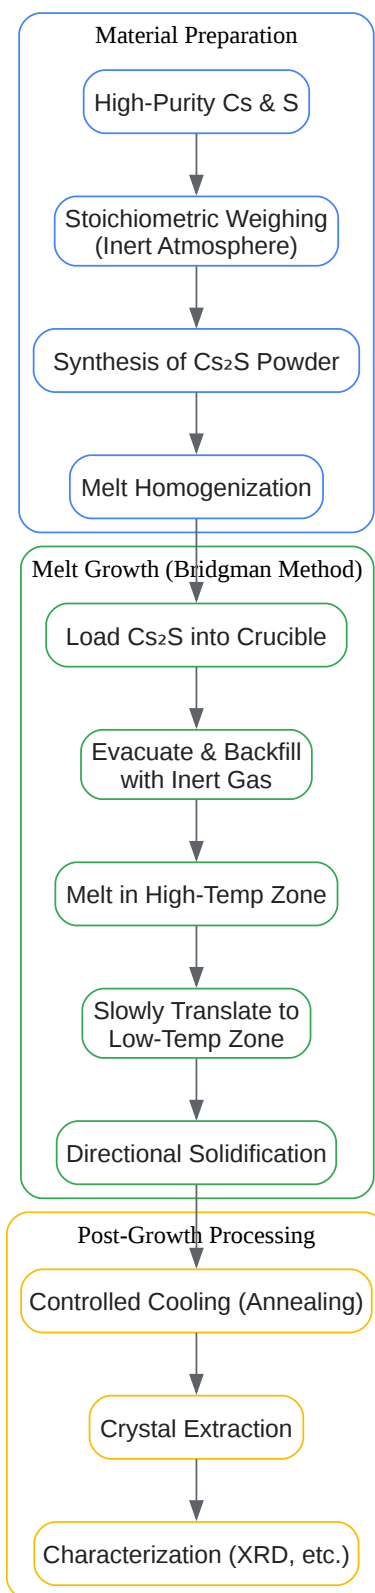 Material Preparation
High-Purity Cs & S
Stoichiometric Weighing
(Inert Atmosphere)
Synthesis of Cs₂S Powder
Melt Homogenization
Melt Growth (Bridgman Method)
Load Cs₂S into Crucible
Evacuate & Backfill
with Inert Gas
Melt in High-Temp Zone
Slowly Translate to
Low-Temp Zone
Directional Solidification
Post-Growth Processing
Controlled Cooling (Annealing)
Crystal Extraction
Characterization (XRD, etc.)